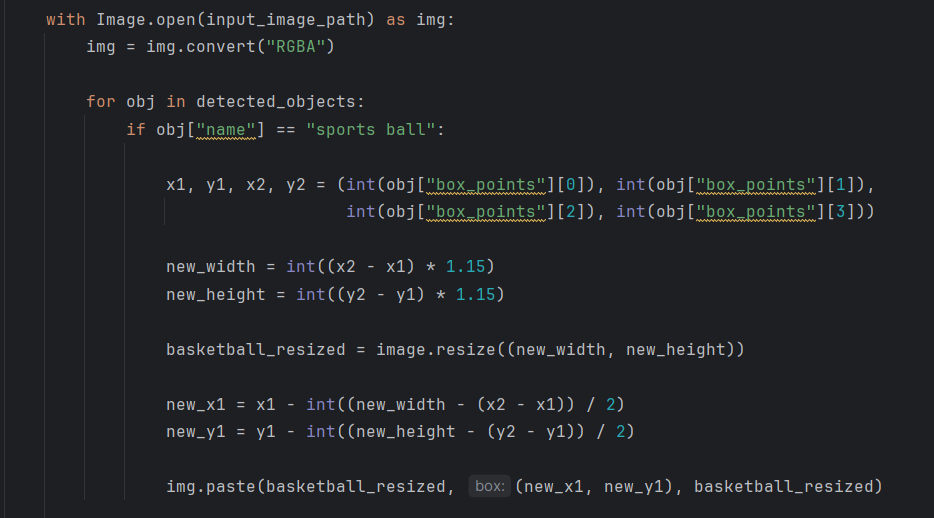 with Image.open(input_image_path) as img:
img = img.convert("RGBA")
for obj in detected_objects:
if obj["name"] == "sports ball":
x1, y1, x2, y2 = (int(obj["box_points"][0]), int(obj["box_points"][1]),
int(obj["box_points"][2]), int(obj["box_points"][3]))
new_width = int((x2 - x1) * 1.15)
new_height = int((y2 - y1) * 1.15)
basketball_resized = image.resize((new_width, new_height))
new_x1 = x1 - int((new_width - (x2 - x1)) / 2)
new_y1 = y1 - int((new_height - (y2 - y1)) / 2)
img.paste(basketball_resized, box: (new_x1, new_y1), basketball_resized)